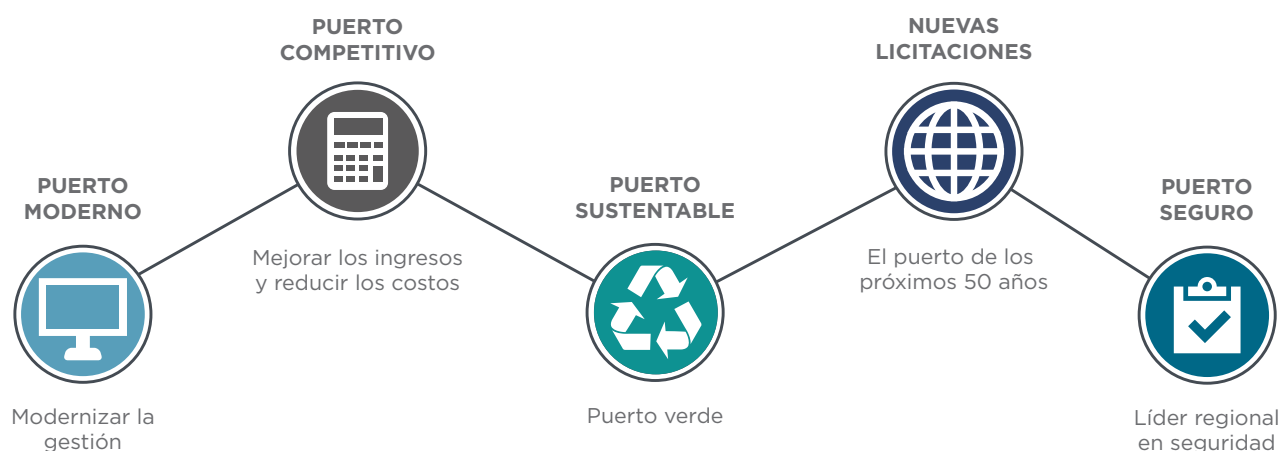 PUERTO
MODERNO
Modernizar la
gestión
PUERTO
COMPETITIVO
Mejorar los ingresos
y reducir los costos
PUERTO
SUSTENTABLE
Puerto verde
NUEVAS
LICITACIONES
El puerto de los
próximos 50 años
PUERTO
SEGURO
Líder regional
en seguridad